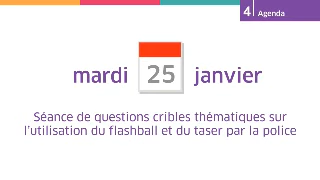 4 Agenda
mardi 25 janvier
Séance de questions cribles thématiques sur
l'utilisation du flashball et du taser par la police